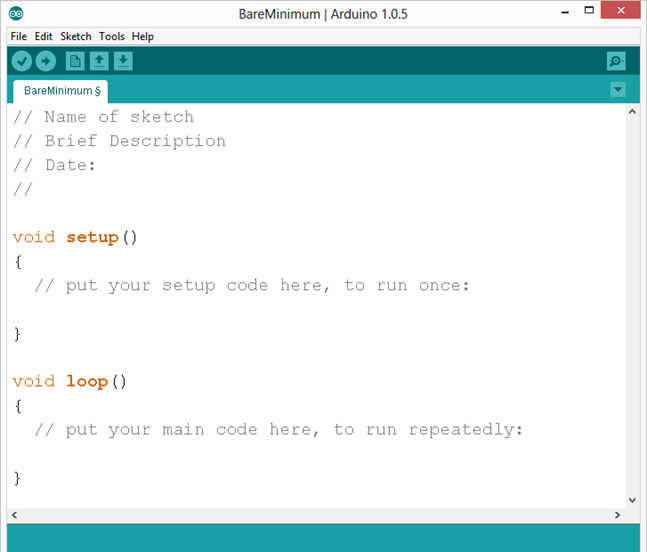 BareMinimum | Arduino 1.0.5
File Edit Sketch Tools Help
BareMinimum §
// Name of sketch
// Brief Description
// Date:
//
void setup()
{
// put your setup code here, to run once:
}
void loop()
{
// put your main code here, to run repeatedly:
}